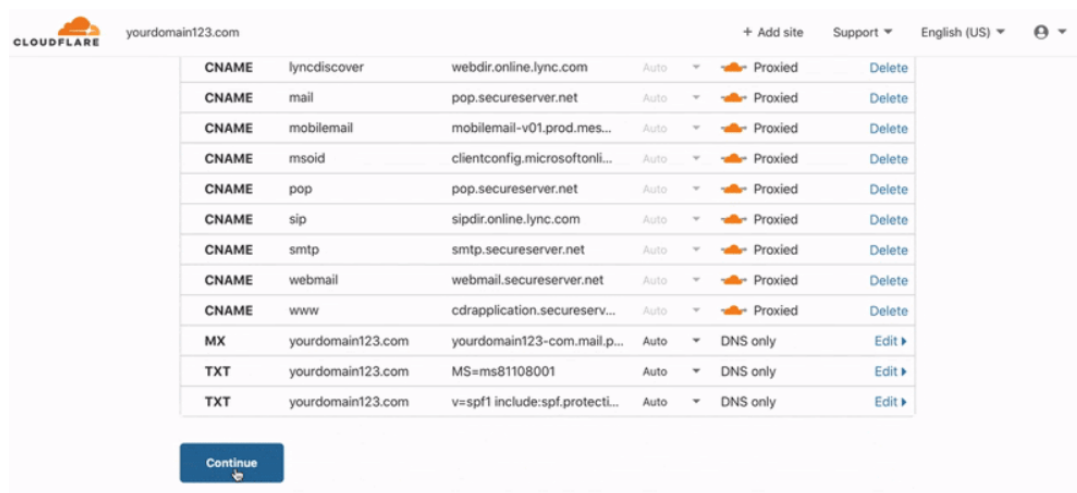 CLOUDFLARE yourdomain123.com + Add site Support English (US)
CNAME lyncdiscover webdir.online.lync.com Auto Proxied Delete
CNAME mail pop.secureserver.net Auto Proxied Delete
CNAME mobilemail mobilemail-v01.prod.mes... Auto Proxied Delete
CNAME msoid clientconfig.microsoftonli... Auto Proxied Delete
CNAME pop pop.secureserver.net Auto Proxied Delete
CNAME sip sipdir.online.lync.com Auto Proxied Delete
CNAME smtp smtp.secureserver.net Auto Proxied Delete
CNAME webmail webmail.secureserver.net Auto Proxied Delete
CNAME www cdrapplication.secureserv... Auto Proxied Delete
MX yourdomain123.com yourdomain123-com.mail.p... Auto DNS only Edit
TXT yourdomain123.com MS=ms81108001 Auto DNS only Edit
TXT yourdomain123.com v=spf1 include:spf.protecti... Auto DNS only Edit
Continue